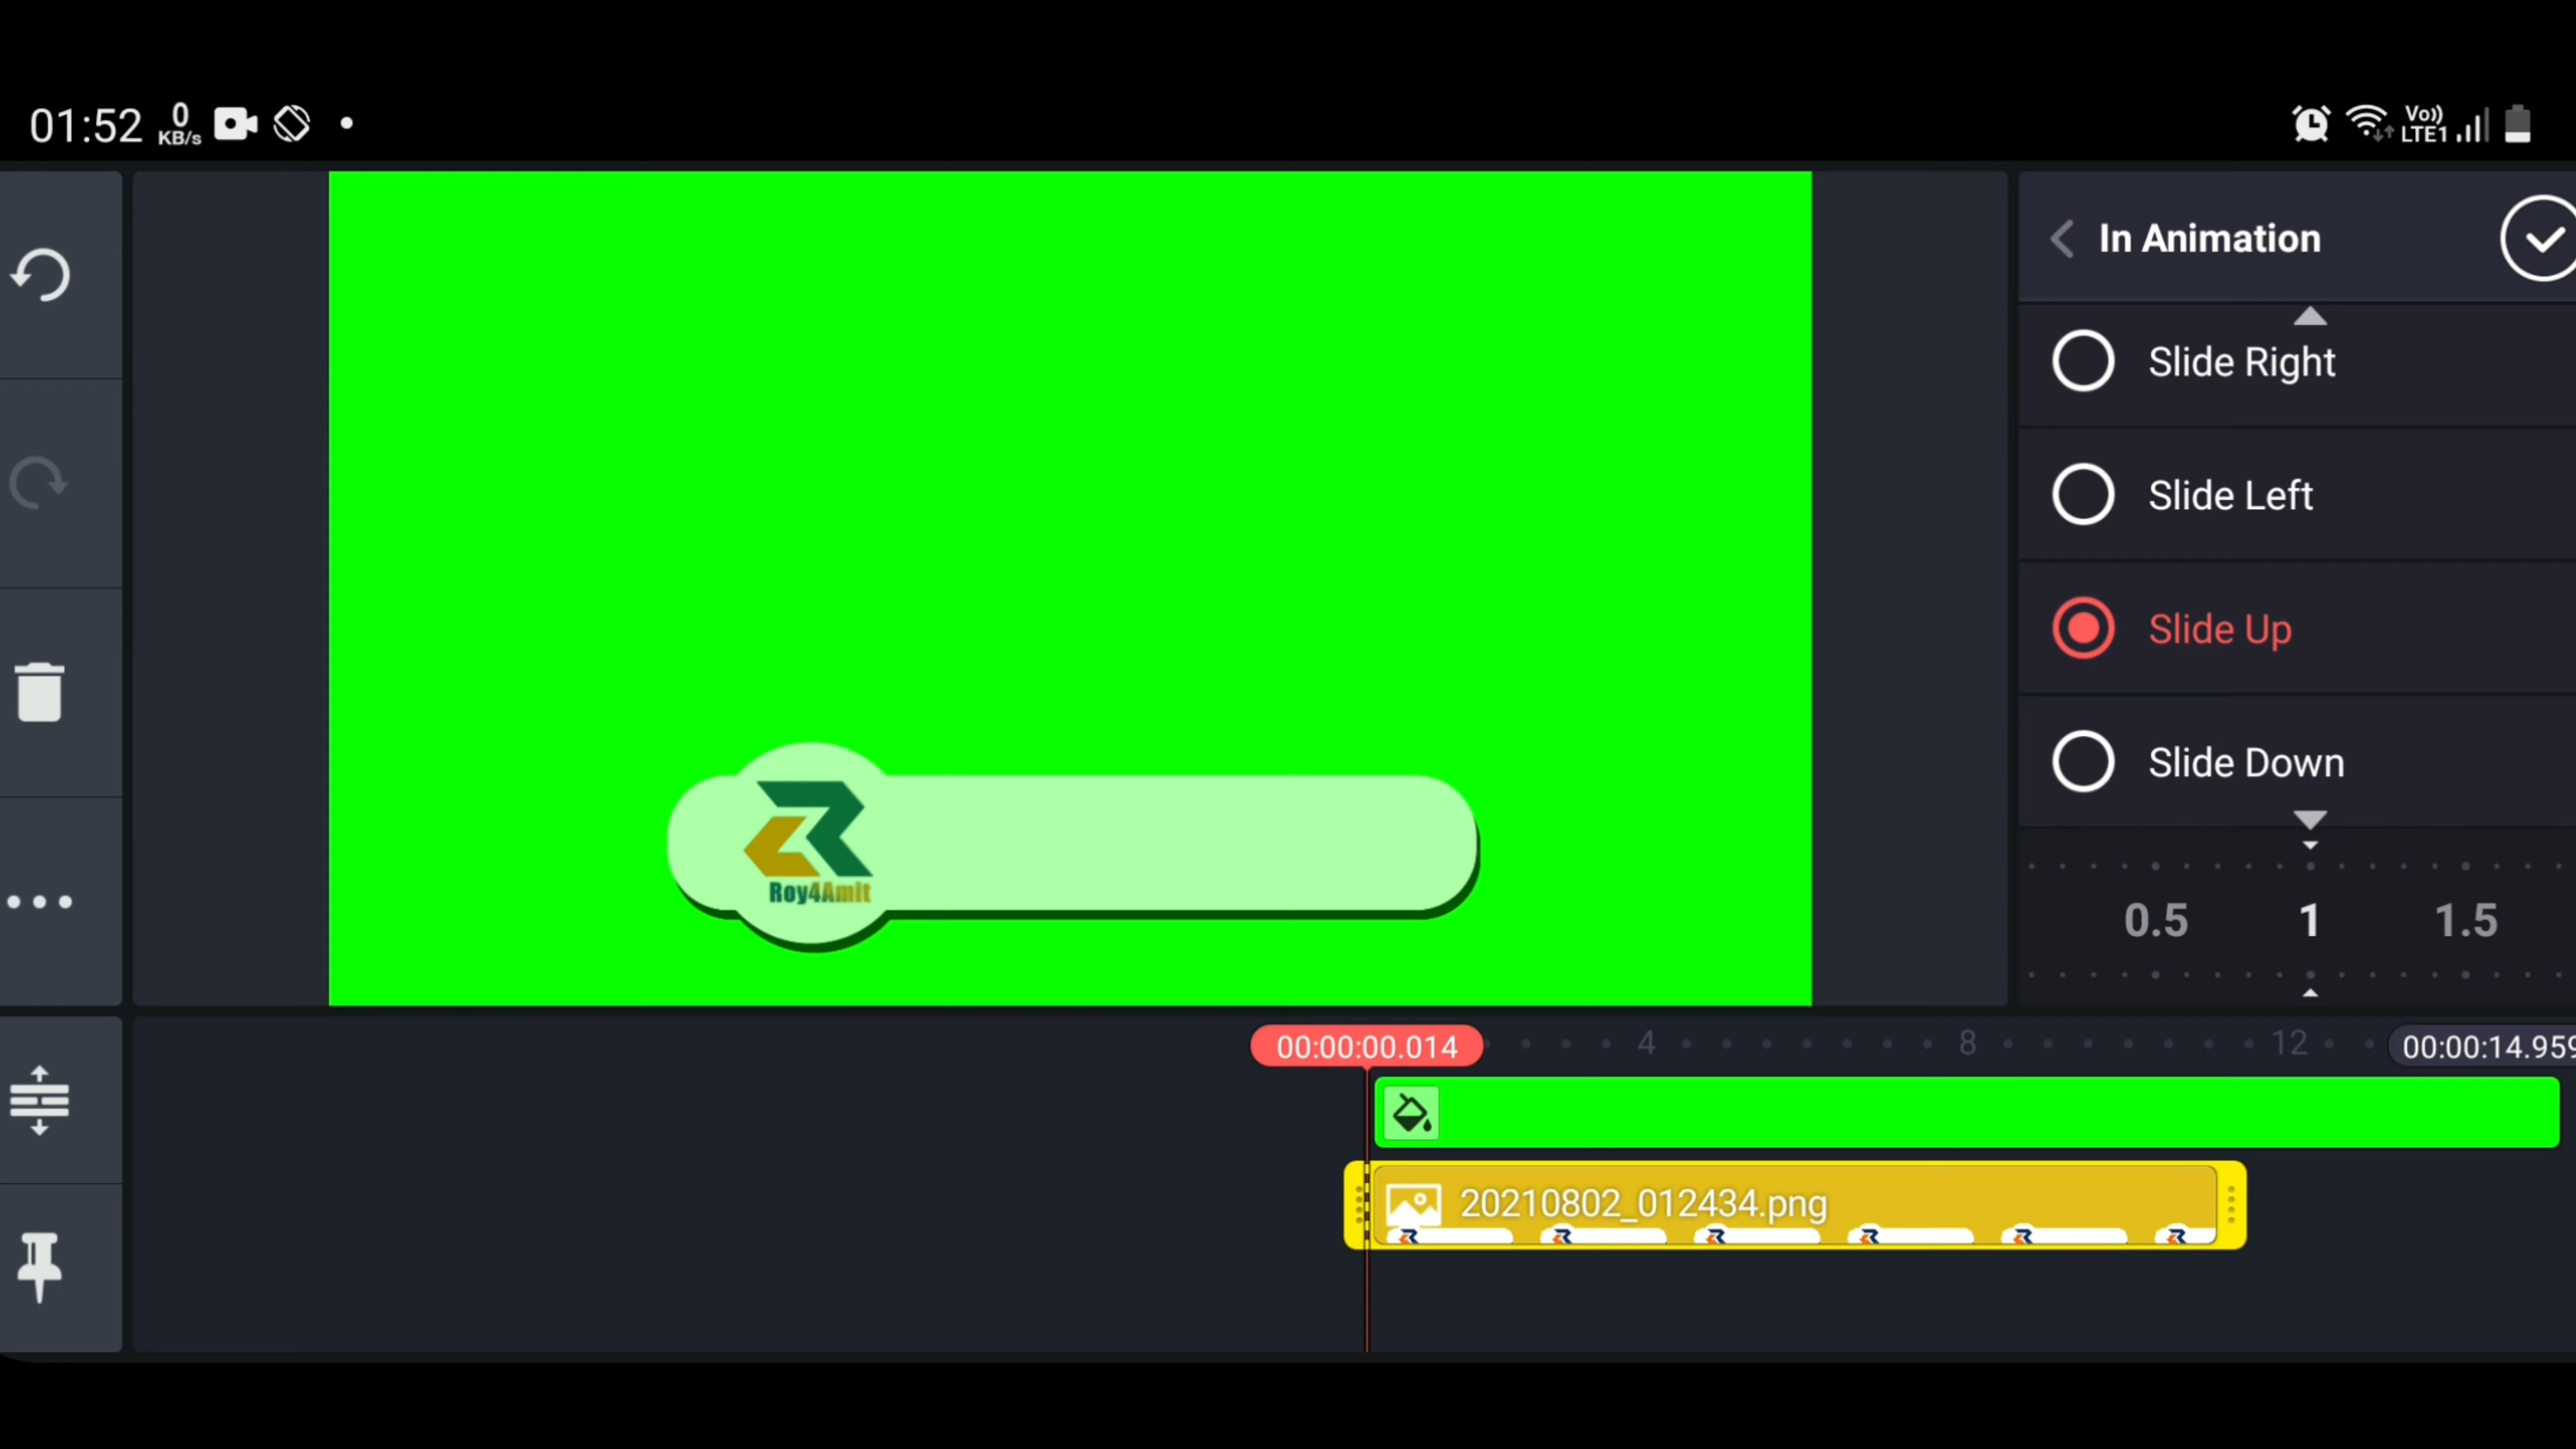 01:52 0 KB/s
Vo)) LTE1
In Animation
Slide Right
Slide Left
Slide Up
Slide Down
0.5 1 1.5
Roy4Amit
00:00:00.014 4 8 12 00:00:14.959
20210802_012434.png